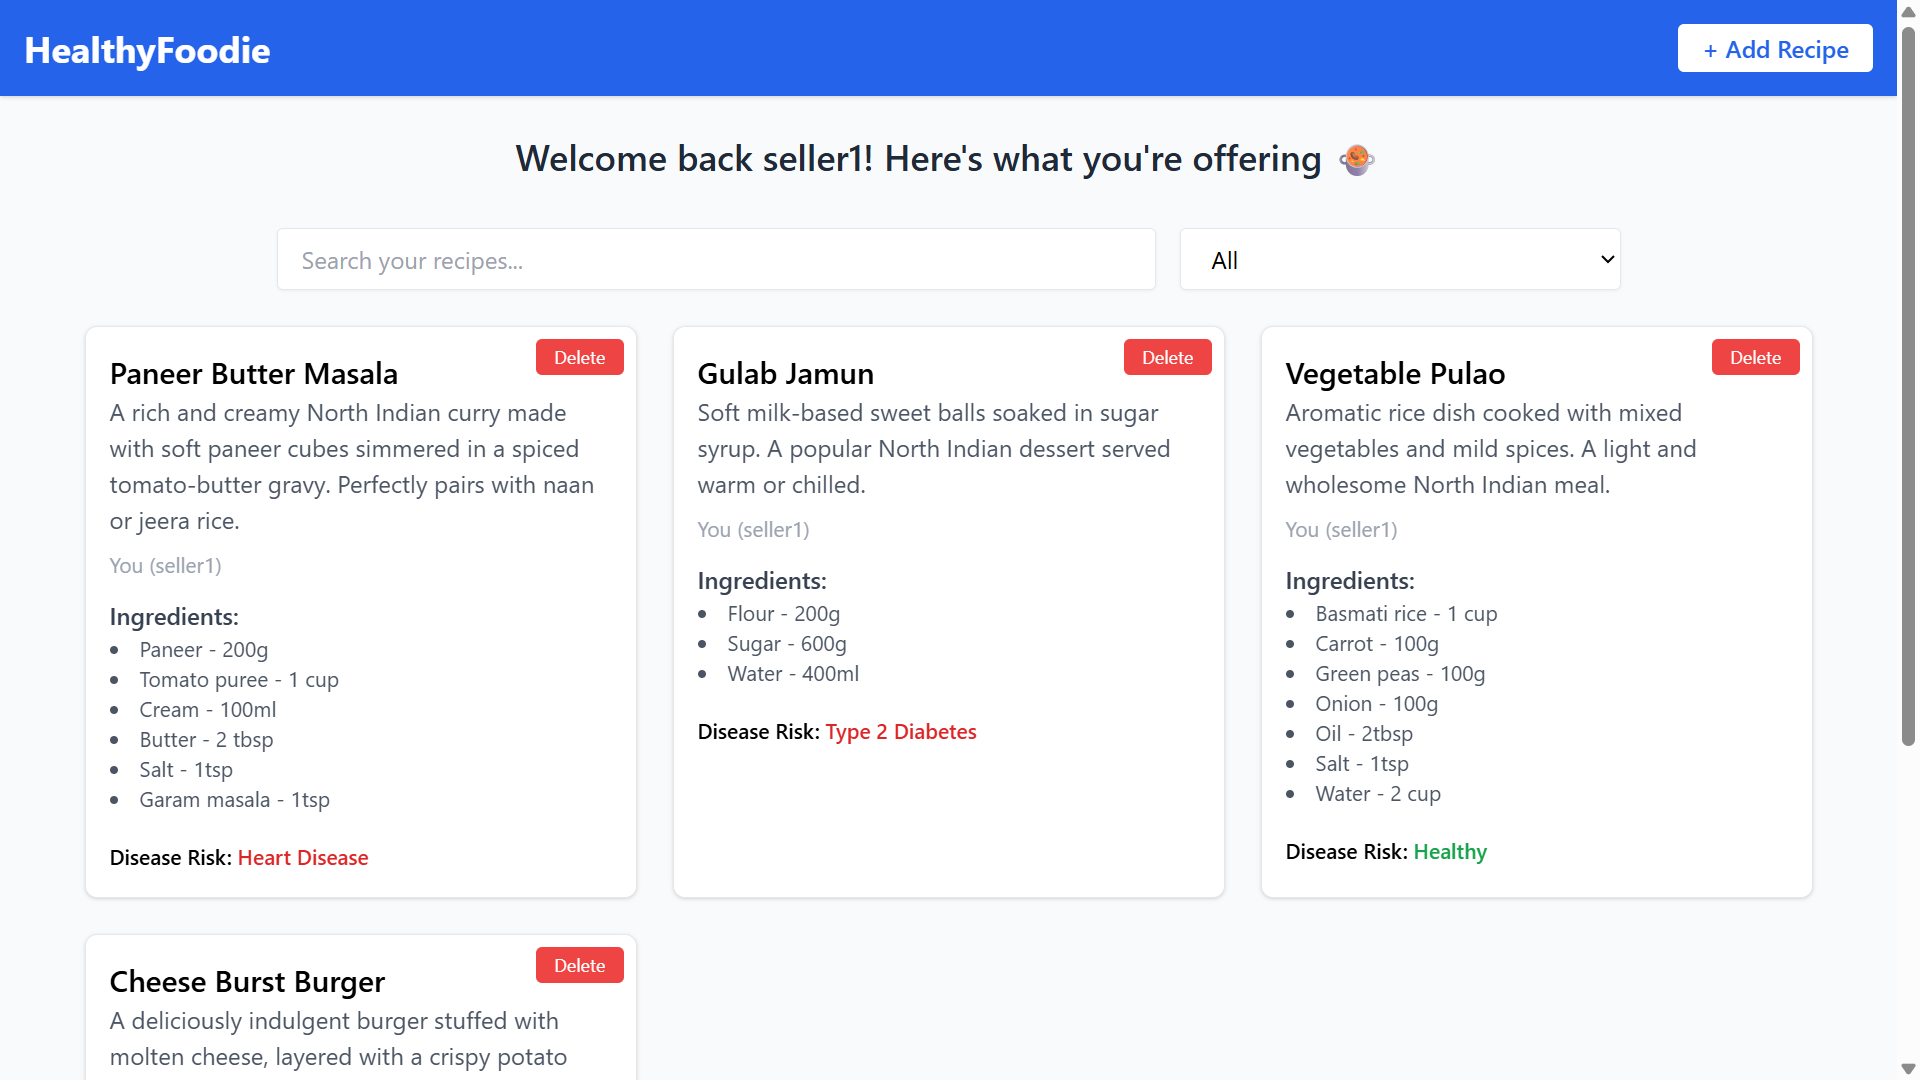 HealthyFoodie
+ Add Recipe
Welcome back seller1! Here's what you're offering
Search your recipes...
All
Delete
Paneer Butter Masala
A rich and creamy North Indian curry made
with soft paneer cubes simmered in a spiced
tomato-butter gravy. Perfectly pairs with naan
or jeera rice.
You (seller1)
Ingredients:
• Paneer - 200g
• Tomato puree - 1 cup
• Cream - 100ml
• Butter - 2 tbsp
• Salt - 1tsp
• Garam masala - 1tsp
Disease Risk: Heart Disease
Delete
Gulab Jamun
Soft milk-based sweet balls soaked in sugar
syrup. A popular North Indian dessert served
warm or chilled.
You (seller1)
Ingredients:
• Flour - 200g
• Sugar - 600g
• Water - 400ml
Disease Risk: Type 2 Diabetes
Delete
Vegetable Pulao
Aromatic rice dish cooked with mixed
vegetables and mild spices. A light and
wholesome North Indian meal.
You (seller1)
Ingredients:
• Basmati rice - 1 cup
• Carrot - 100g
• Green peas - 100g
• Onion - 100g
• Oil - 2tbsp
• Salt - 1tsp
• Water - 2 cup
Disease Risk: Healthy
Delete
Cheese Burst Burger
A deliciously indulgent burger stuffed with
molten cheese, layered with a crispy potato